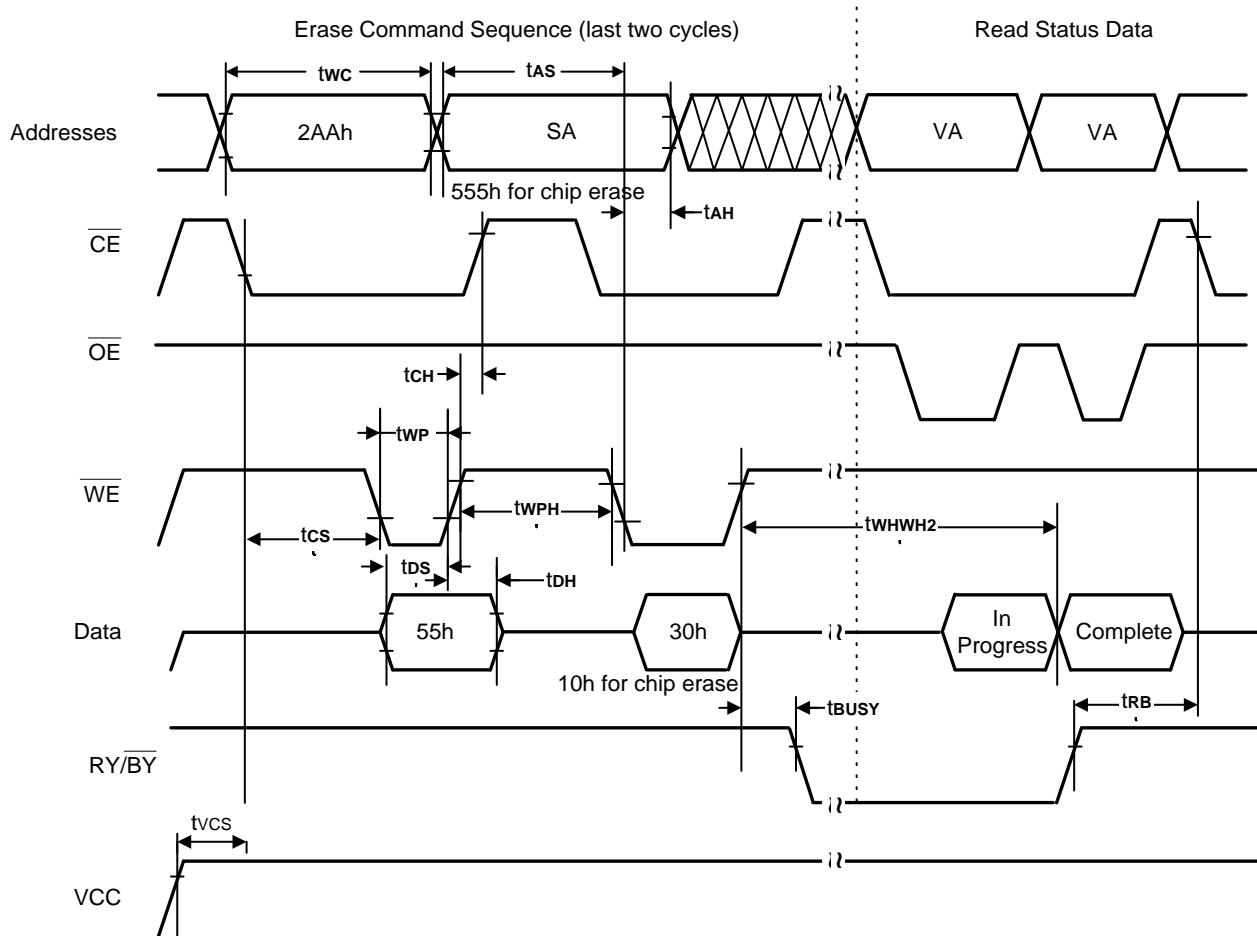 Erase Command Sequence (last two cycles)
Read Status Data
tWC
tAS
Addresses
2AAh
SA
VA
VA
555h for chip erase
tAH
CE
OE
tCH
tWP
WE
tWPH
tWHWH2
tCS
tDS
tDH
Data
55h
30h
In
Progress
Complete
10h for chip erase
tBUSY
tRB
RY/BY
tVCS
VCC